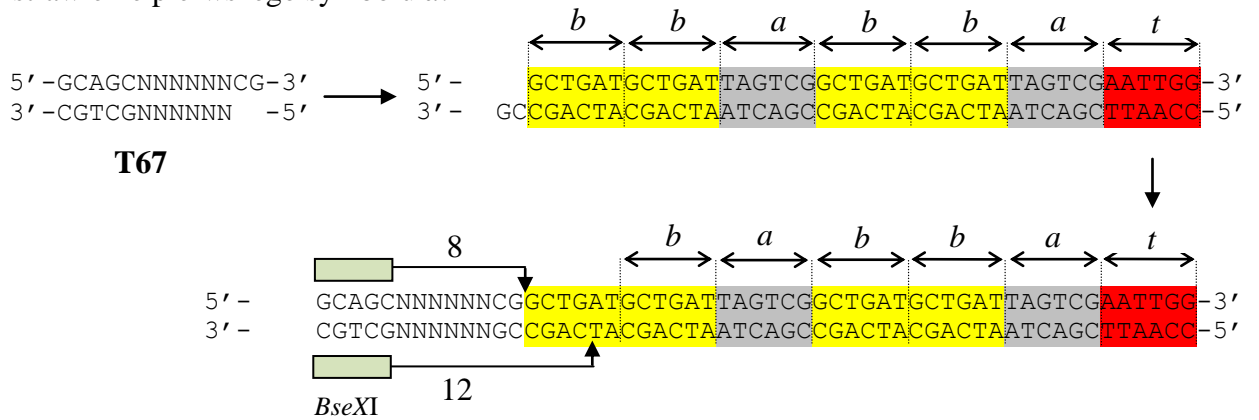 b b a b b a t
5′-GCAGCNNNNNNCG-3′ 5′- GCTGATGCTGATTAGTCGGCTGATGCTGATTAGTCGAATTGG-3′
3′-CGTCGNNNNNN -5′ 3′- GCCGACTACGACTAATCAGCCGACTACGACTAATCAGCTTAACC-5′
T67
b a b b a t
8
5′- GCAGCNNNNNNCGGCTGATGCTGATTAGTCGGCTGATGCTGATTAGTCGAATTGG-3′
3′- CGTCGNNNNNNGCCGACTACGACTAATCAGCCGACTACGACTAATCAGCTTAACC-5′
12
BseXI